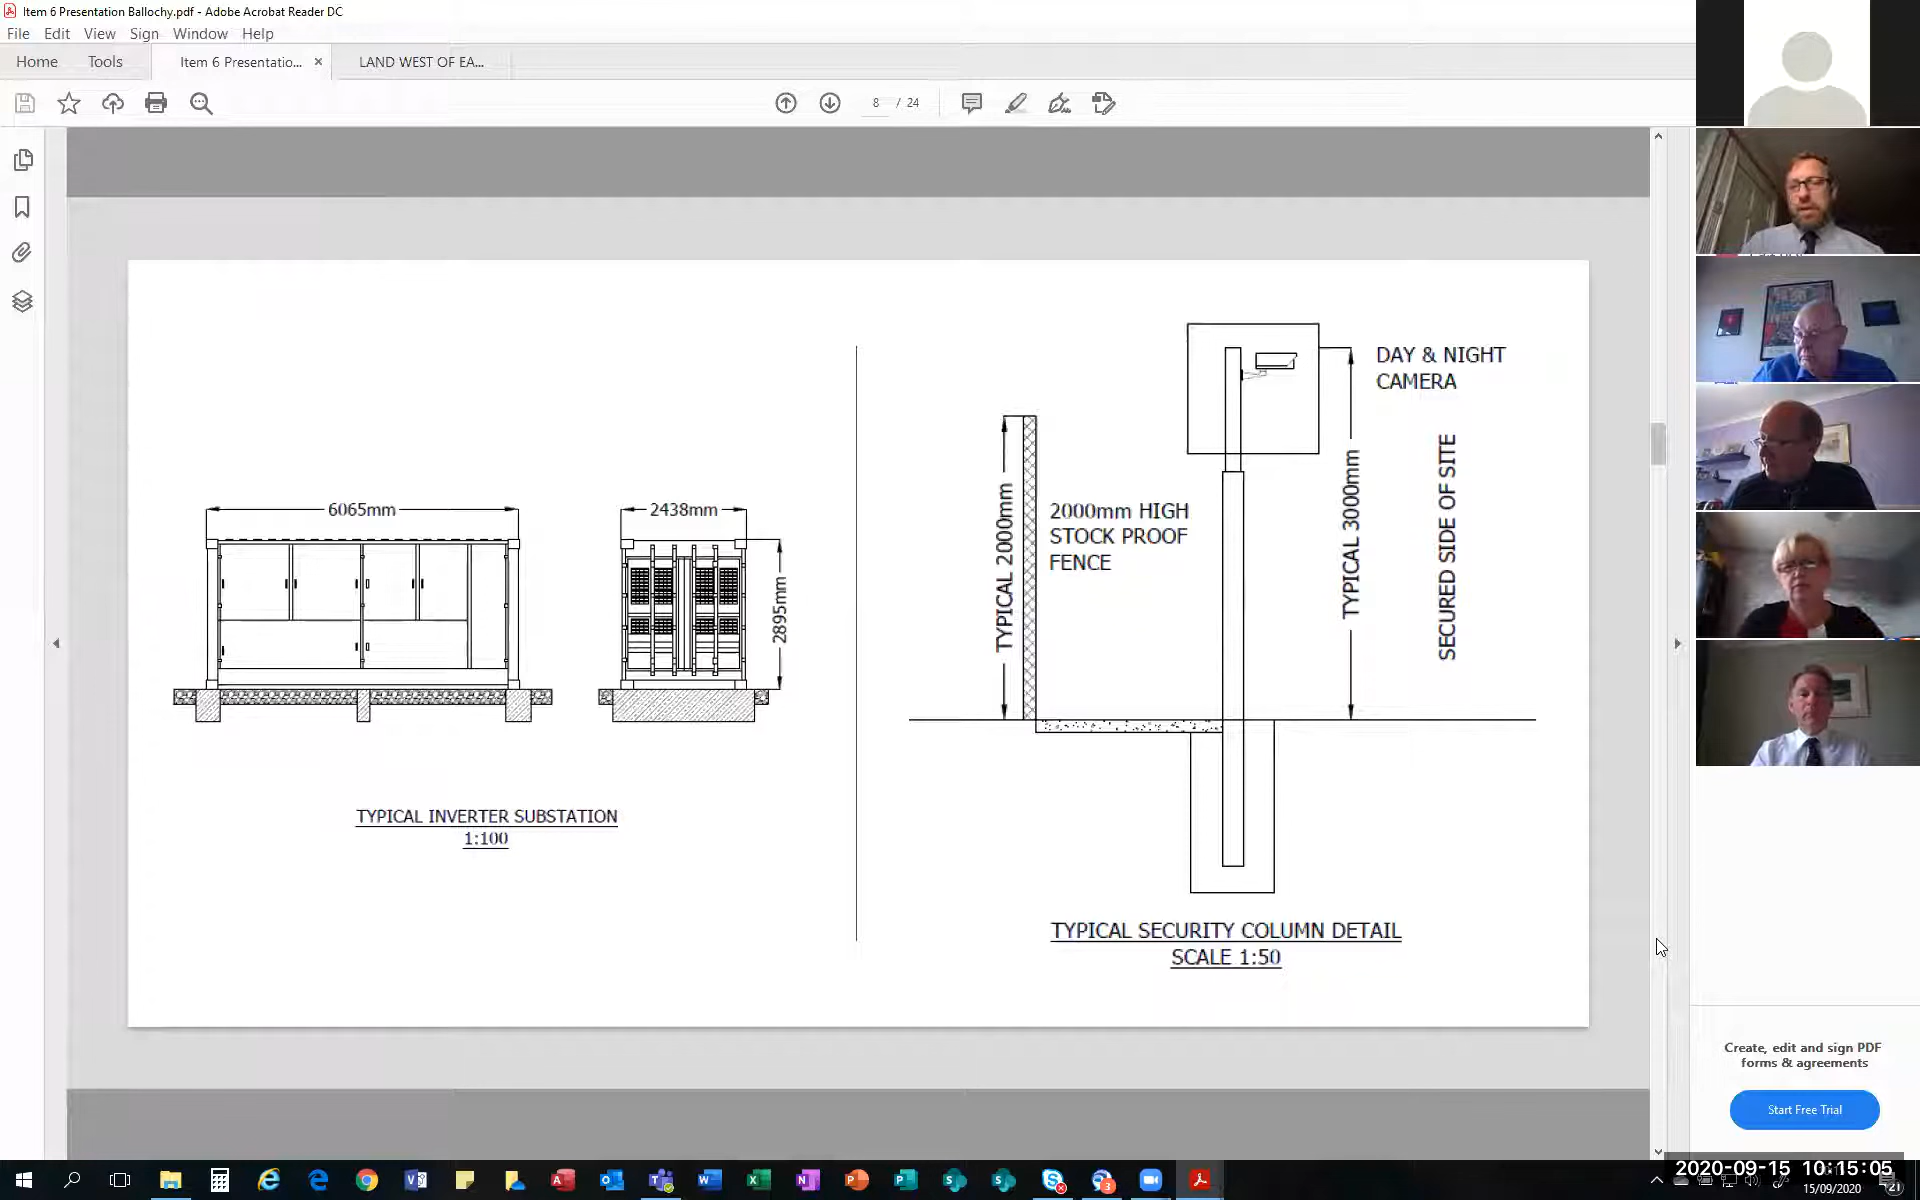 Item 6 Presentation Ballochy.pdf - Adobe Acrobat Reader DC
File Edit View Sign Window Help
Home Tools Item 6 Presentatio... × LAND WEST OF EA...
8 / 24
DAY & NIGHT
CAMERA
TYPICAL 2000mm
2000mm HIGH
STOCK PROOF
FENCE
TYPICAL 3000mm
SECURED SIDE OF SITE
6065mm
2438mm
2895mm
TYPICAL INVERTER SUBSTATION
1:100
TYPICAL SECURITY COLUMN DETAIL
SCALE 1:50
Create, edit and sign PDF
forms & agreements
Start Free Trial
2020-09-15 10:15:05
15/09/2020